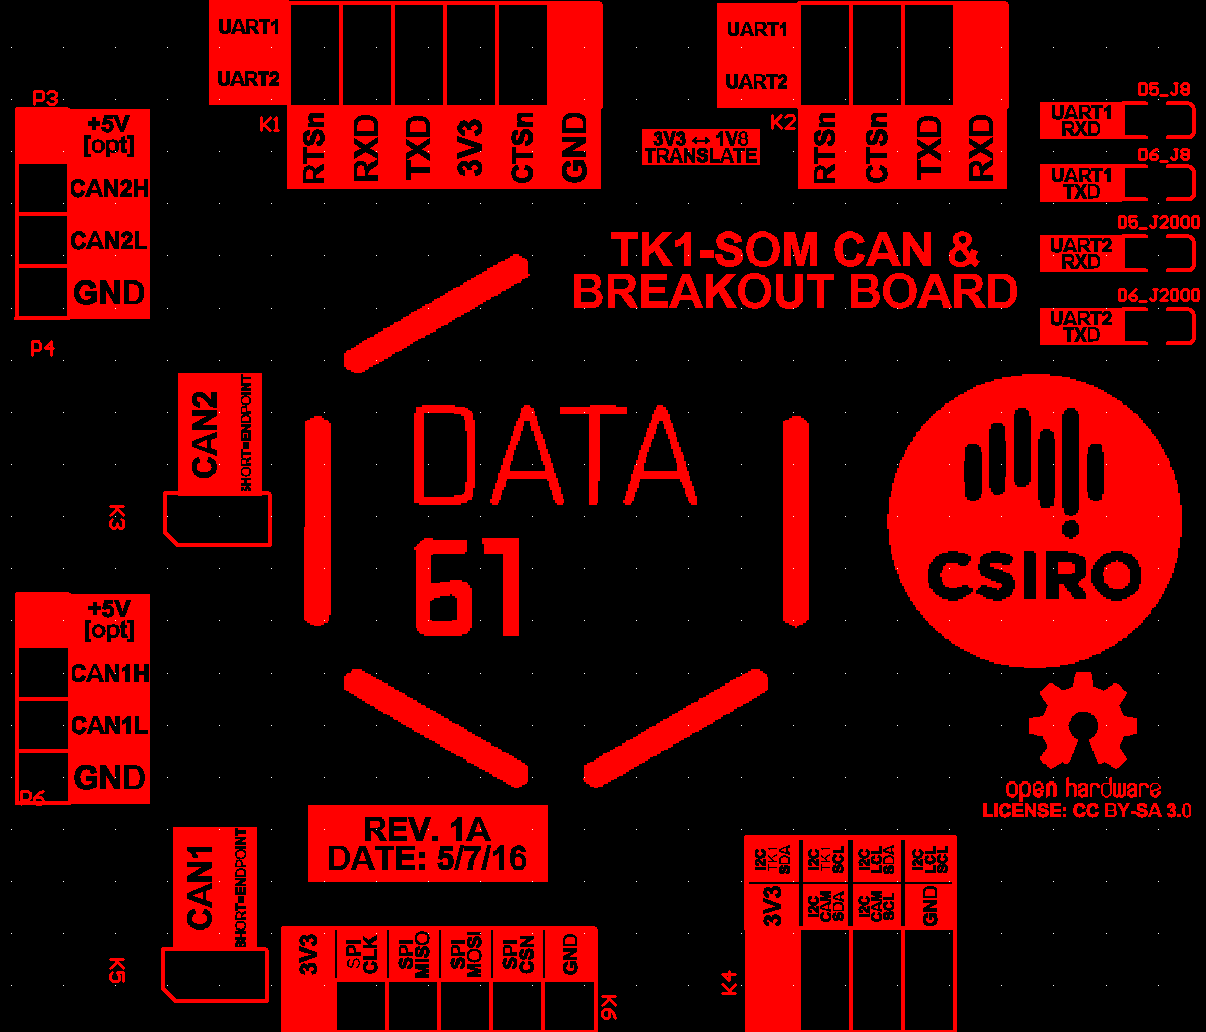 UART1
UART2
K1
RTSn
RXD
TXD
3V3
CTSn
GND
UART1
UART2
K2
RTSn
CTSn
TXD
RXD
3V3 ↔ 1V8
TRANSLATE
D5_J8
UART1
RXD
D6_J8
UART1
TXD
D5_J2000
UART2
RXD
D6_J2000
UART2
TXD
P3
+5V
[opt]
CAN2H
CAN2L
GND
P4
TK1-SOM CAN &
BREAKOUT BOARD
CAN2
SHORT=ENDPOINT
K3
DATA
61
CSIRO
+5V
[opt]
CAN1H
CAN1L
GND
P6
open hardware
LICENSE: CC BY-SA 3.0
REV. 1A
DATE: 5/7/16
CAN1
SHORT=ENDPOINT
K5
3V3
SPI
CLK
SPI
MISO
SPI
MOSI
SPI
CSN
GND
K6
I2C
TK1
SDA
I2C
TK1
SCL
I2C
LCL
SDA
I2C
LCL
SCL
3V3
I2C
CAM
SDA
I2C
CAM
SCL
GND
K4